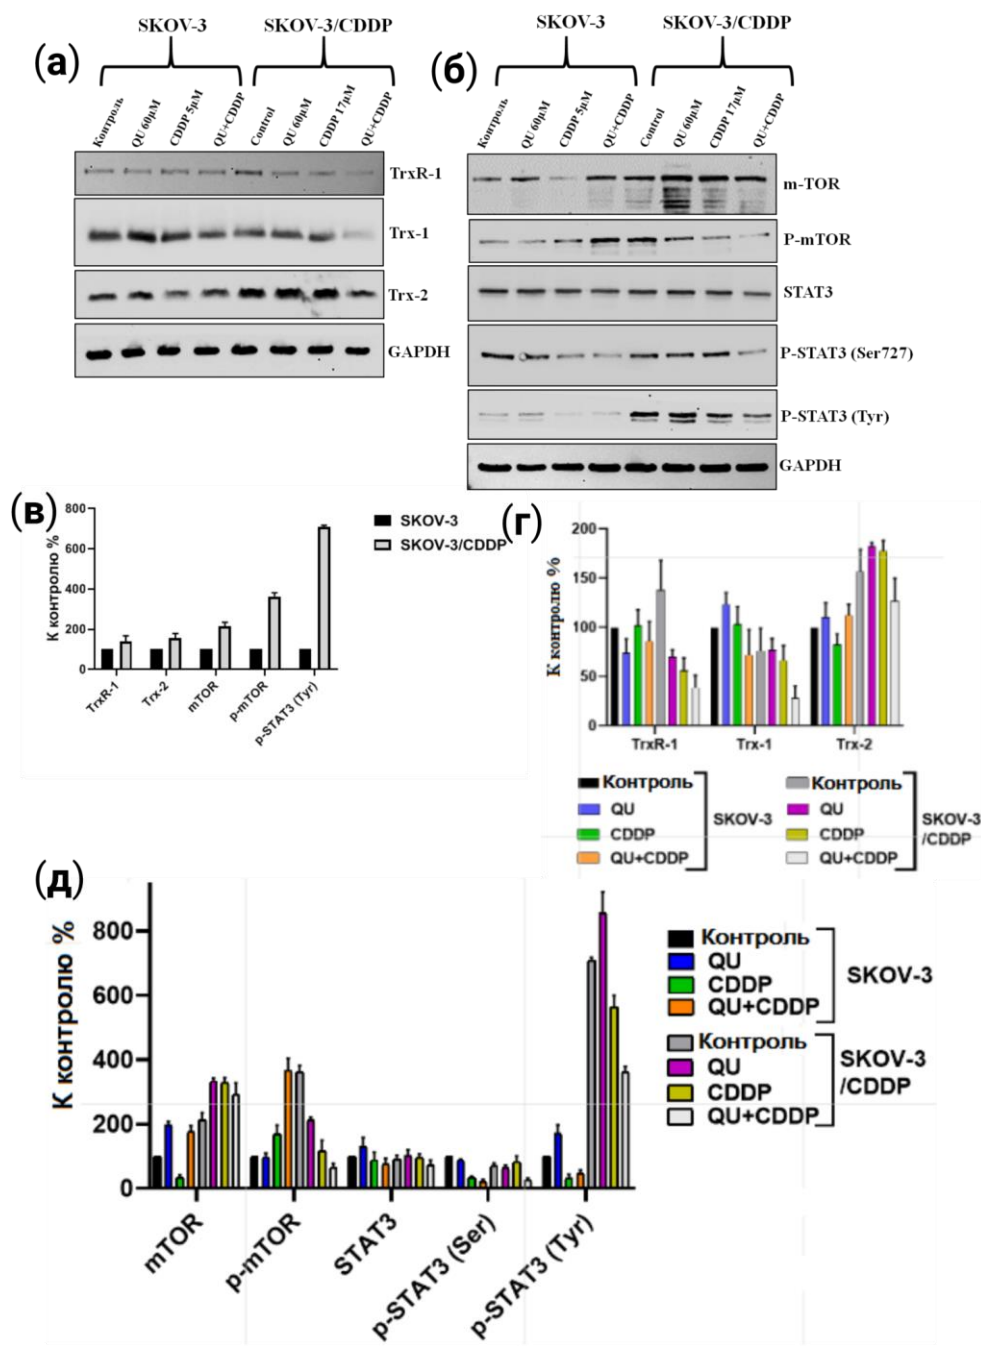 SKOV-3 SKOV-3/CDDP
(а)
Контроль QU 60μM CDDP 5μM QU+CDDP Control QU 60μM CDDP 17μM QU+CDDP
TrxR-1
Trx-1
Trx-2
GAPDH
SKOV-3 SKOV-3/CDDP
(б)
Контроль QU 60μM CDDP 5μM QU+CDDP Control QU 60μM CDDP 17μM QU+CDDP
m-TOR
P-mTOR
STAT3
P-STAT3 (Ser727)
P-STAT3 (Tyr)
GAPDH
(в)
К контролю %
800
600
400
200
0
TrxR-1 Trx-2 mTOR p-mTOR p-STAT3 (Tyr)
SKOV-3
SKOV-3/CDDP
(г)
К контролю %
200
150
100
50
0
TrxR-1 Trx-1 Trx-2
Контроль
QU
CDDP
QU+CDDP
SKOV-3
Контроль
QU
CDDP
QU+CDDP
SKOV-3
/CDDP
(д)
К контролю %
800
600
400
200
0
mTOR p-mTOR STAT3 p-STAT3 (Ser) p-STAT3 (Tyr)
Контроль
QU
CDDP
QU+CDDP
SKOV-3
Контроль
QU
CDDP
QU+CDDP
SKOV-3
/CDDP